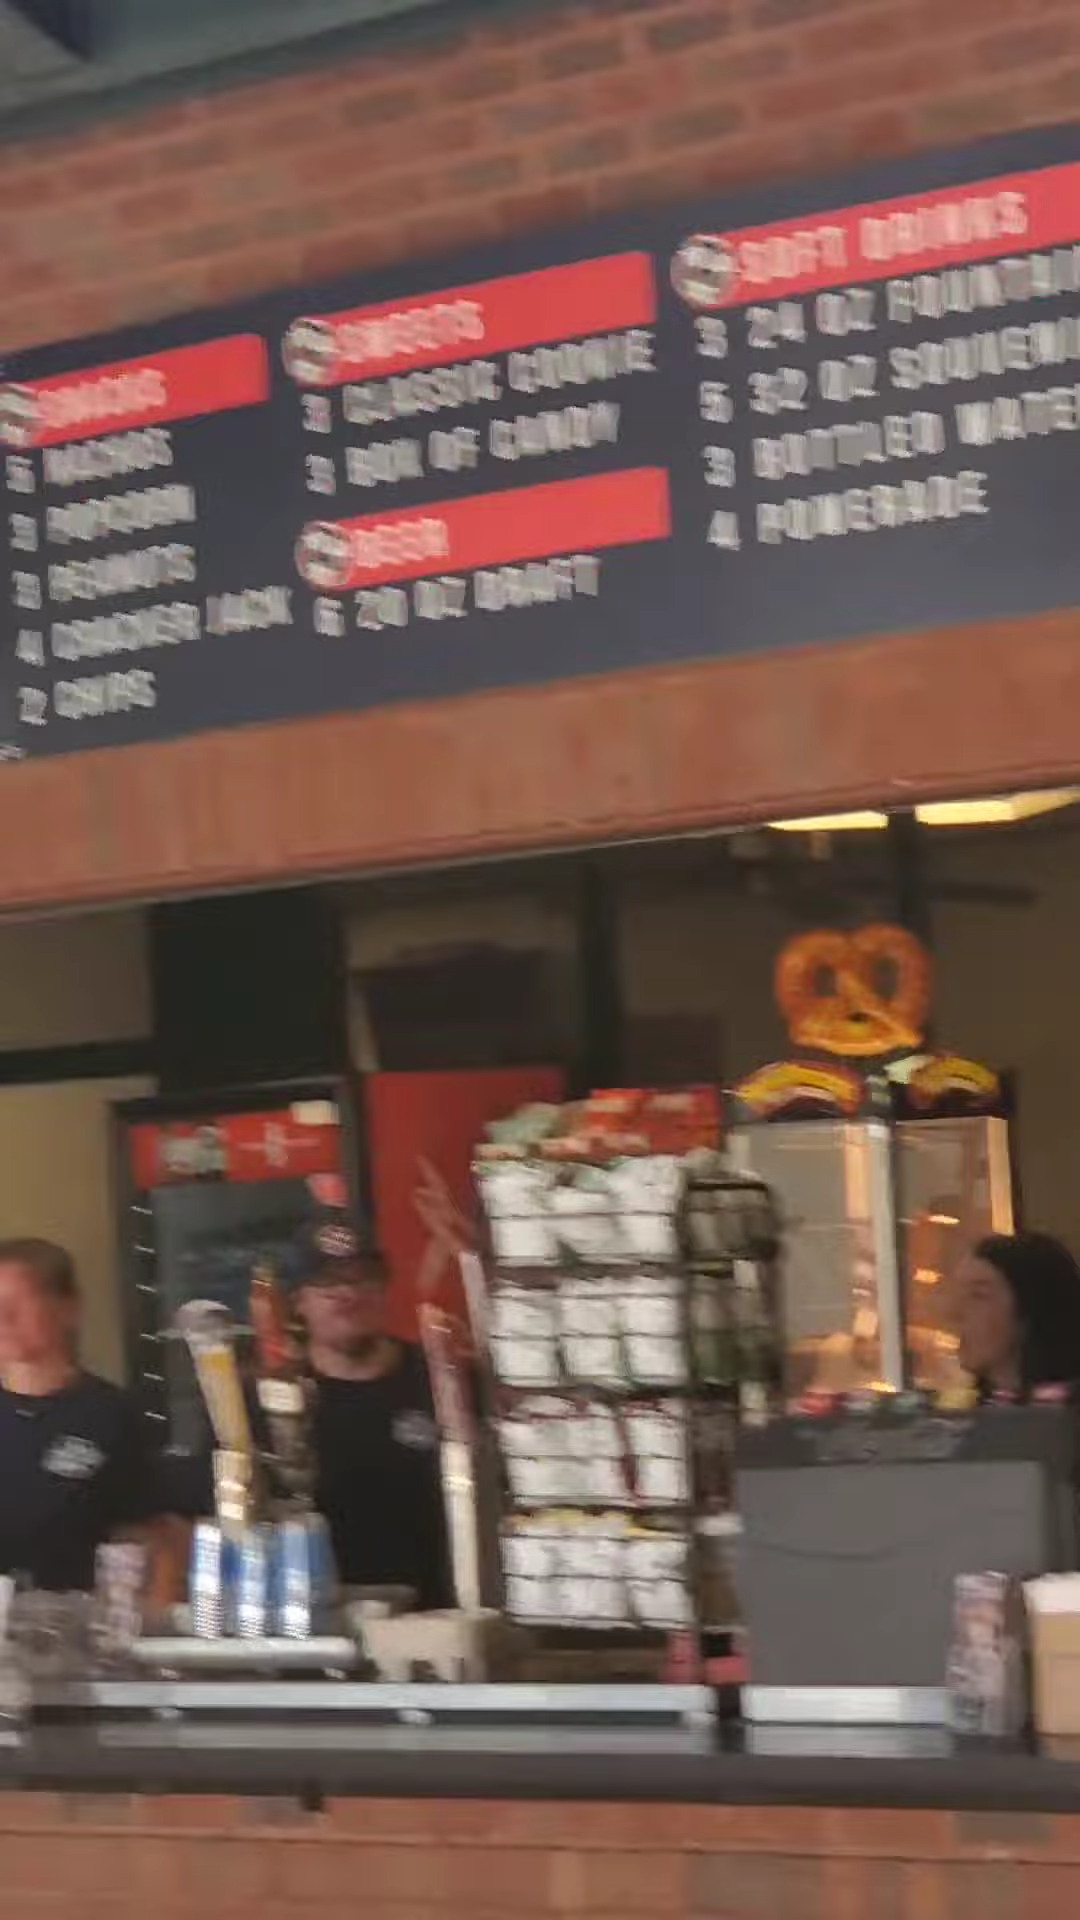 SNACKS
5 NACHOS
3 POPCORN
3 PEANUTS
4 CRACKER JACK
2 CHIPS
SWEETS
3 CLASSIC COOKIE
3 BOX OF CANDY
BEER
6 20 OZ DRAFT
SOFT DRINKS
3 24 OZ FOUNTAIN
5 32 OZ SOUVENI
3 BOTTLED WATER
4 POWERADE